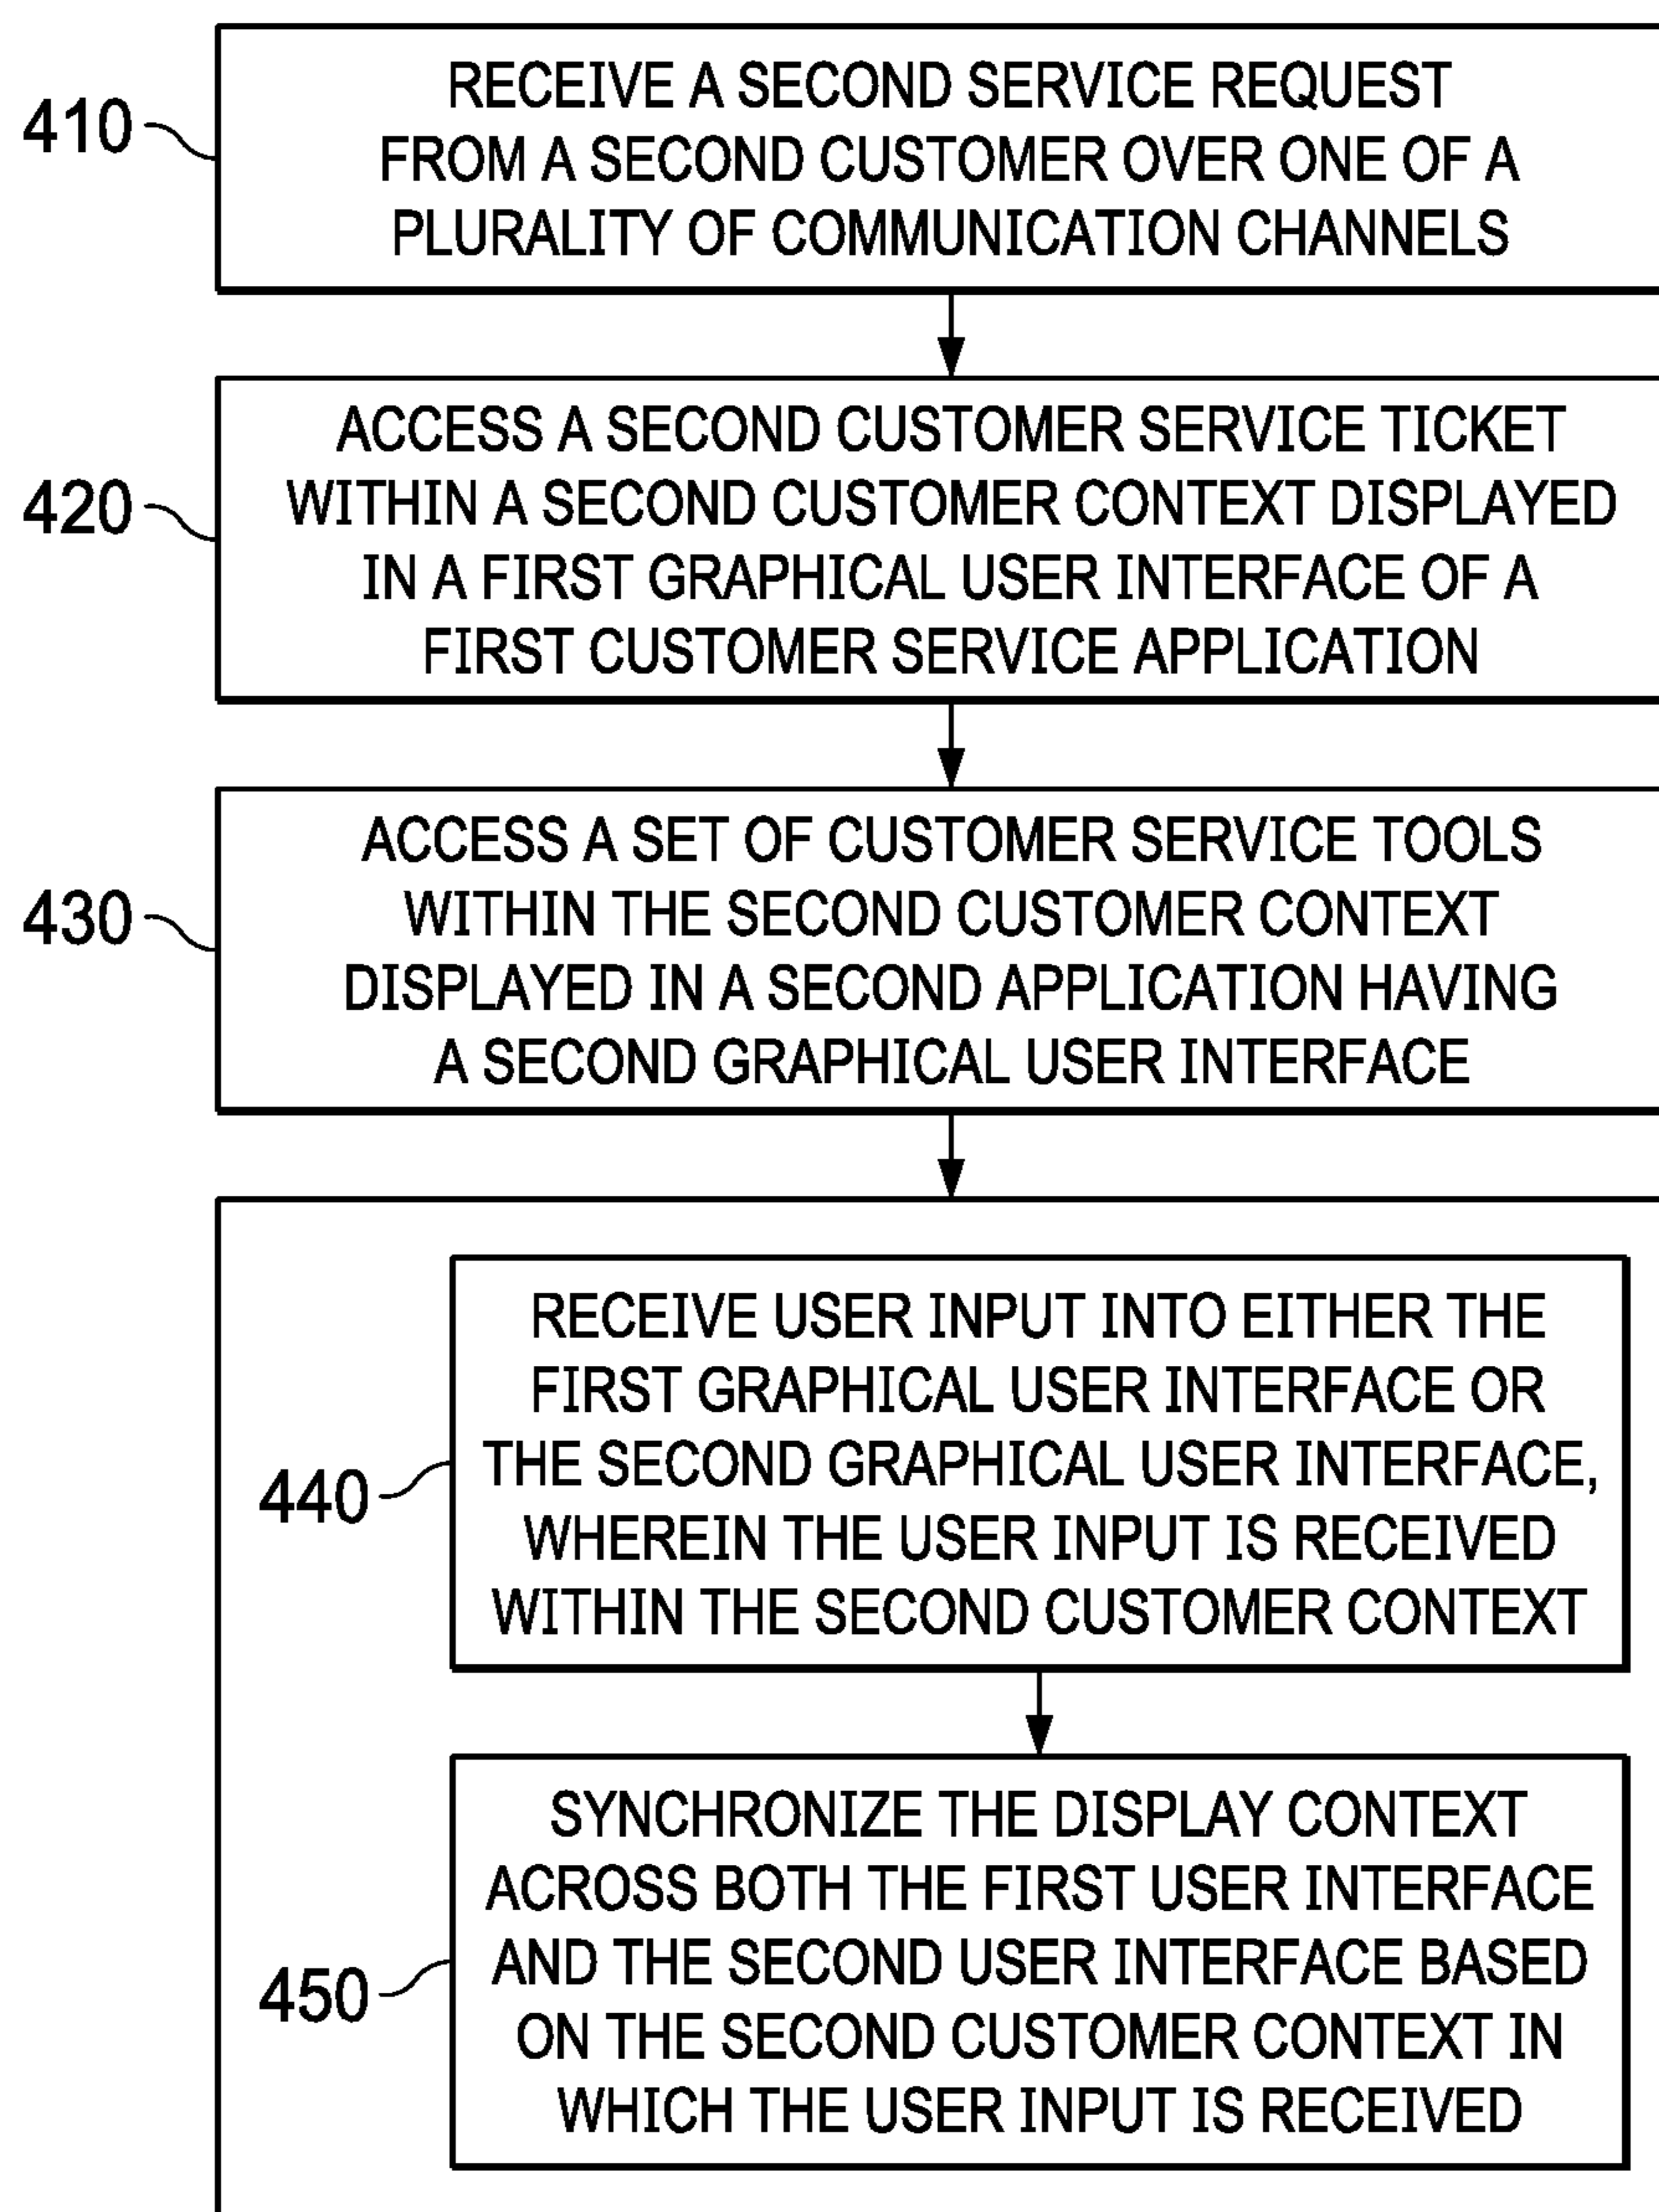 410
RECEIVE A SECOND SERVICE REQUEST
FROM A SECOND CUSTOMER OVER ONE OF A
PLURALITY OF COMMUNICATION CHANNELS
420
ACCESS A SECOND CUSTOMER SERVICE TICKET
WITHIN A SECOND CUSTOMER CONTEXT DISPLAYED
IN A FIRST GRAPHICAL USER INTERFACE OF A
FIRST CUSTOMER SERVICE APPLICATION
430
ACCESS A SET OF CUSTOMER SERVICE TOOLS
WITHIN THE SECOND CUSTOMER CONTEXT
DISPLAYED IN A SECOND APPLICATION HAVING
A SECOND GRAPHICAL USER INTERFACE
440
RECEIVE USER INPUT INTO EITHER THE
FIRST GRAPHICAL USER INTERFACE OR
THE SECOND GRAPHICAL USER INTERFACE,
WHEREIN THE USER INPUT IS RECEIVED
WITHIN THE SECOND CUSTOMER CONTEXT
450
SYNCHRONIZE THE DISPLAY CONTEXT
ACROSS BOTH THE FIRST USER INTERFACE
AND THE SECOND USER INTERFACE BASED
ON THE SECOND CUSTOMER CONTEXT IN
WHICH THE USER INPUT IS RECEIVED